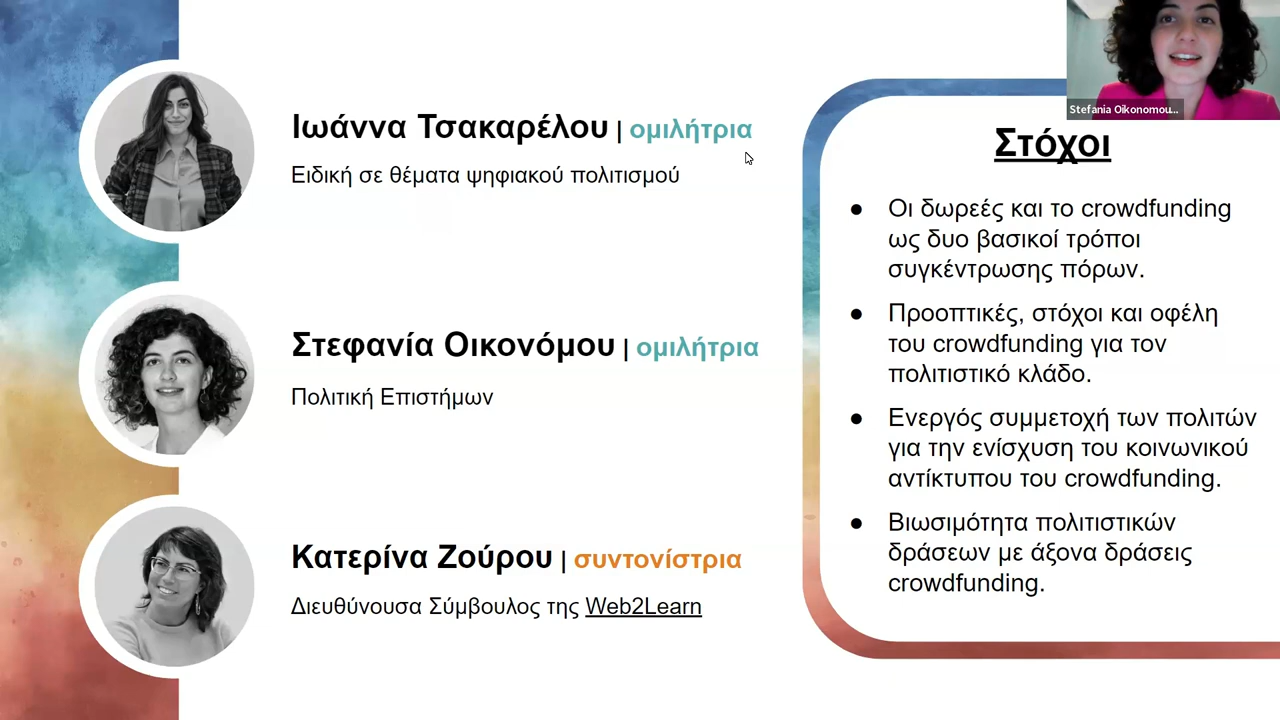 Ιωάννα Τσακαρέλου | ομιλήτρια
Ειδική σε θέματα ψηφιακού πολιτισμού
Στεφανία Οικονόμου | ομιλήτρια
Πολιτική Επιστήμων
Κατερίνα Ζούρου | συντονίστρια
Διευθύνουσα Σύμβουλος της Web2Learn
Stefania Oikonomou...
Στόχοι
● Οι δωρεές και το crowdfunding
ως δυο βασικοί τρόποι
συγκέντρωσης πόρων.
● Προοπτικές, στόχοι και οφέλη
του crowdfunding για τον
πολιτιστικό κλάδο.
● Ενεργός συμμετοχή των πολιτών
για την ενίσχυση του κοινωνικού
αντίκτυπου του crowdfunding.
● Βιωσιμότητα πολιτιστικών
δράσεων με άξονα δράσεις
crowdfunding.